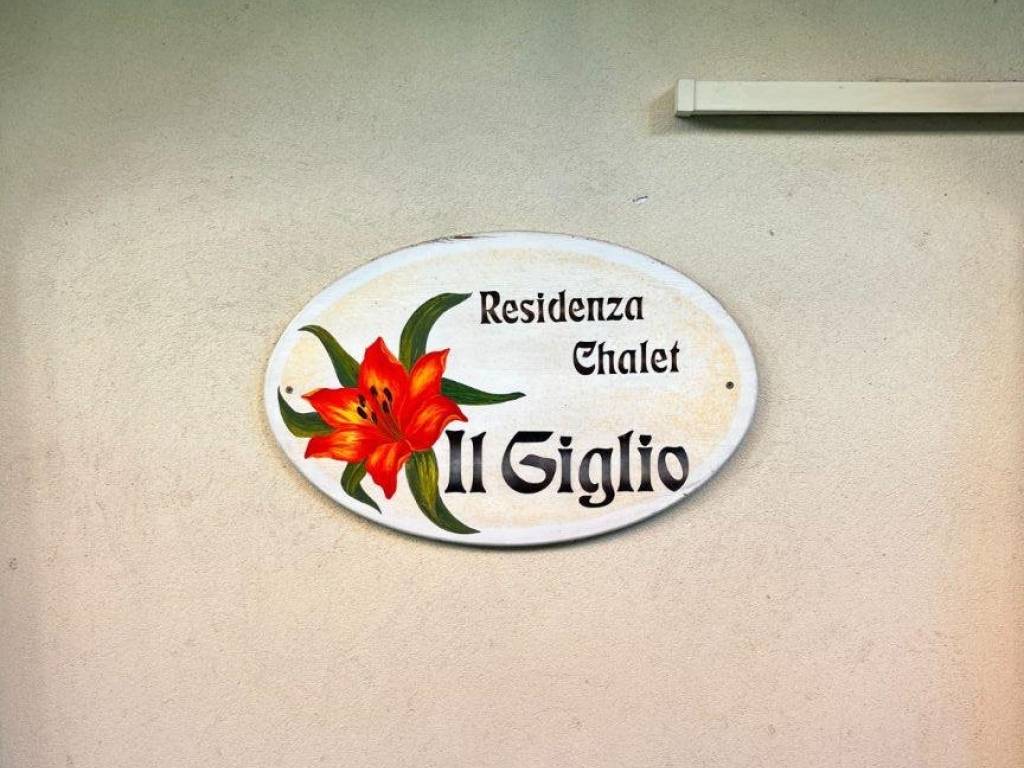 Residenza
Chalet
Il Giglio